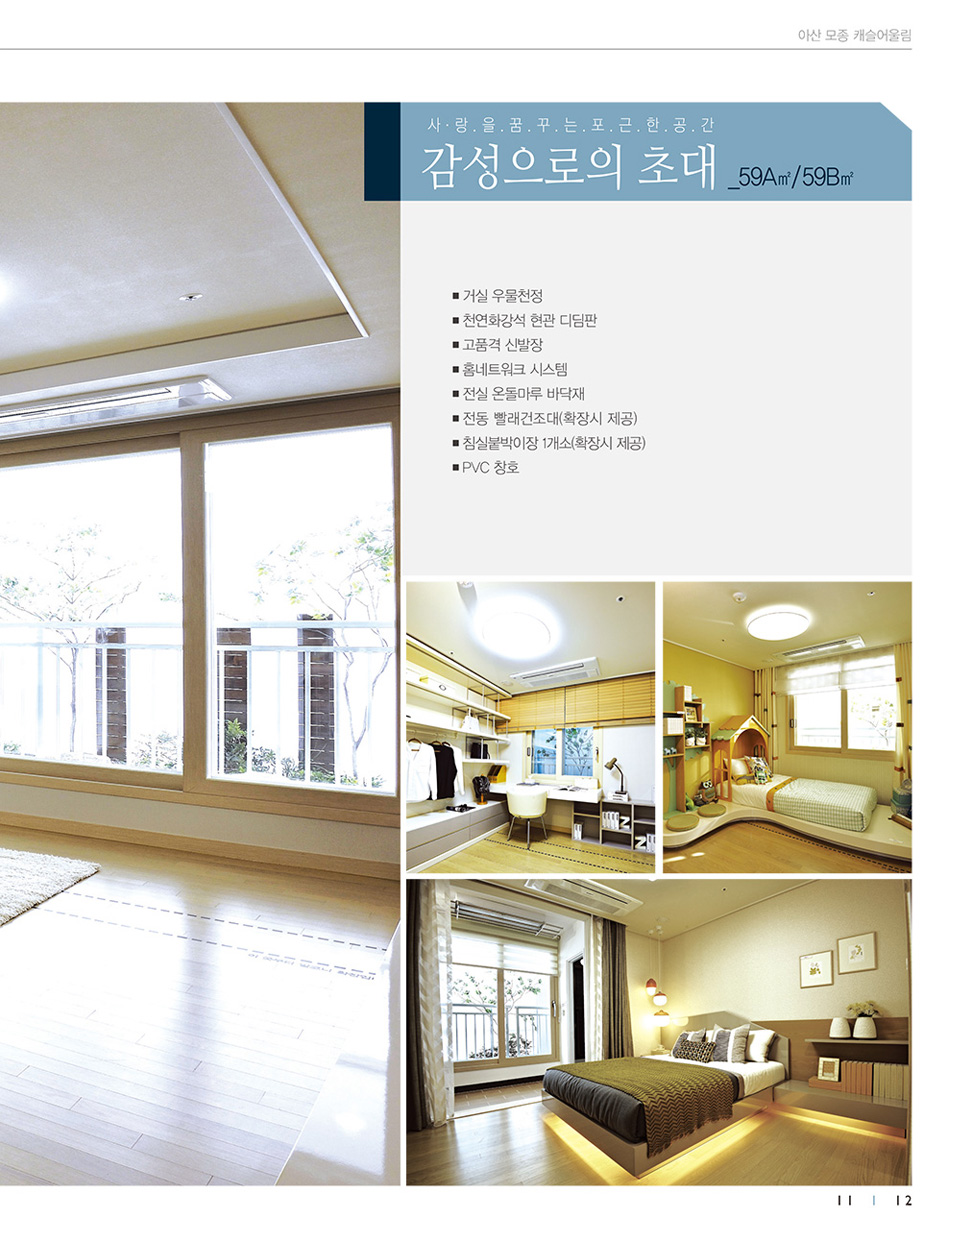 아산 모종 캐슬어울림
사.랑.을.꿈.꾸.는.포.근.한.공.간
감성으로의 초대 _59A㎡/59B㎡
■ 거실 우물천정
■ 천연화강석 현관 디딤판
■ 고품격 신발장
■ 홈네트워크 시스템
■ 전실 온돌마루 바닥재
■ 전동 빨래건조대(확장시 제공)
■ 침실붙박이장 1개소(확장시 제공)
■ PVC 창호
11 | 12